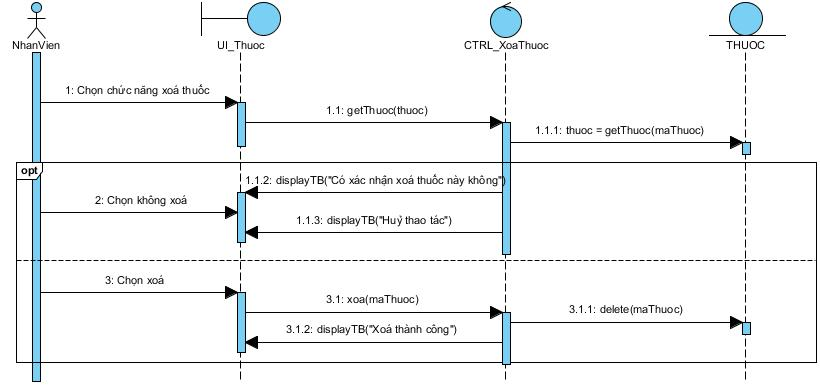 NhanVien
UI_Thuoc
CTRL_XoaThuoc
THUOC
1: Chọn chức năng xoá thuốc
1.1: getThuoc(thuoc)
1.1.1: thuoc = getThuoc(maThuoc)
opt
1.1.2: displayTB("Có xác nhận xoá thuốc này không")
2: Chọn không xoá
1.1.3: displayTB("Huỷ thao tác")
3: Chọn xoá
3.1: xoa(maThuoc)
3.1.1: delete(maThuoc)
3.1.2: displayTB("Xoá thành công")